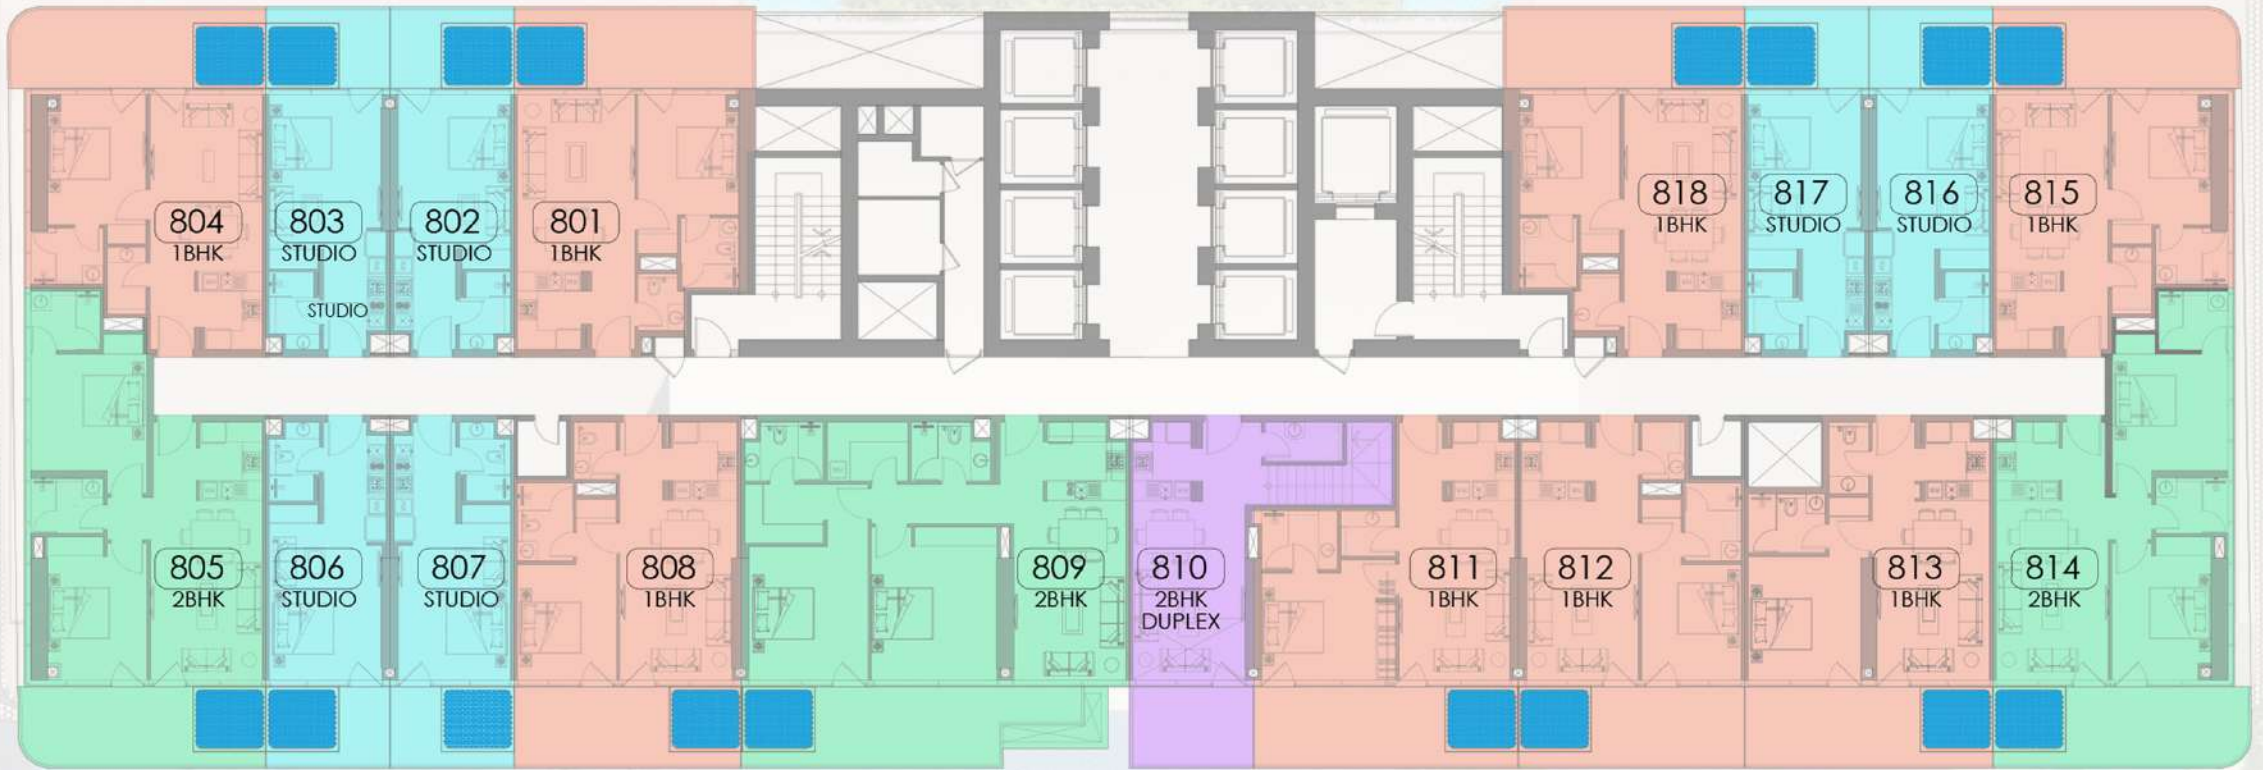 804
1BHK
803
STUDIO
802
STUDIO
801
1BHK
818
1BHK
817
STUDIO
816
STUDIO
815
1BHK
STUDIO
805
2BHK
806
STUDIO
807
STUDIO
808
1BHK
809
2BHK
810
2BHK
DUPLEX
811
1BHK
812
1BHK
813
1BHK
814
2BHK